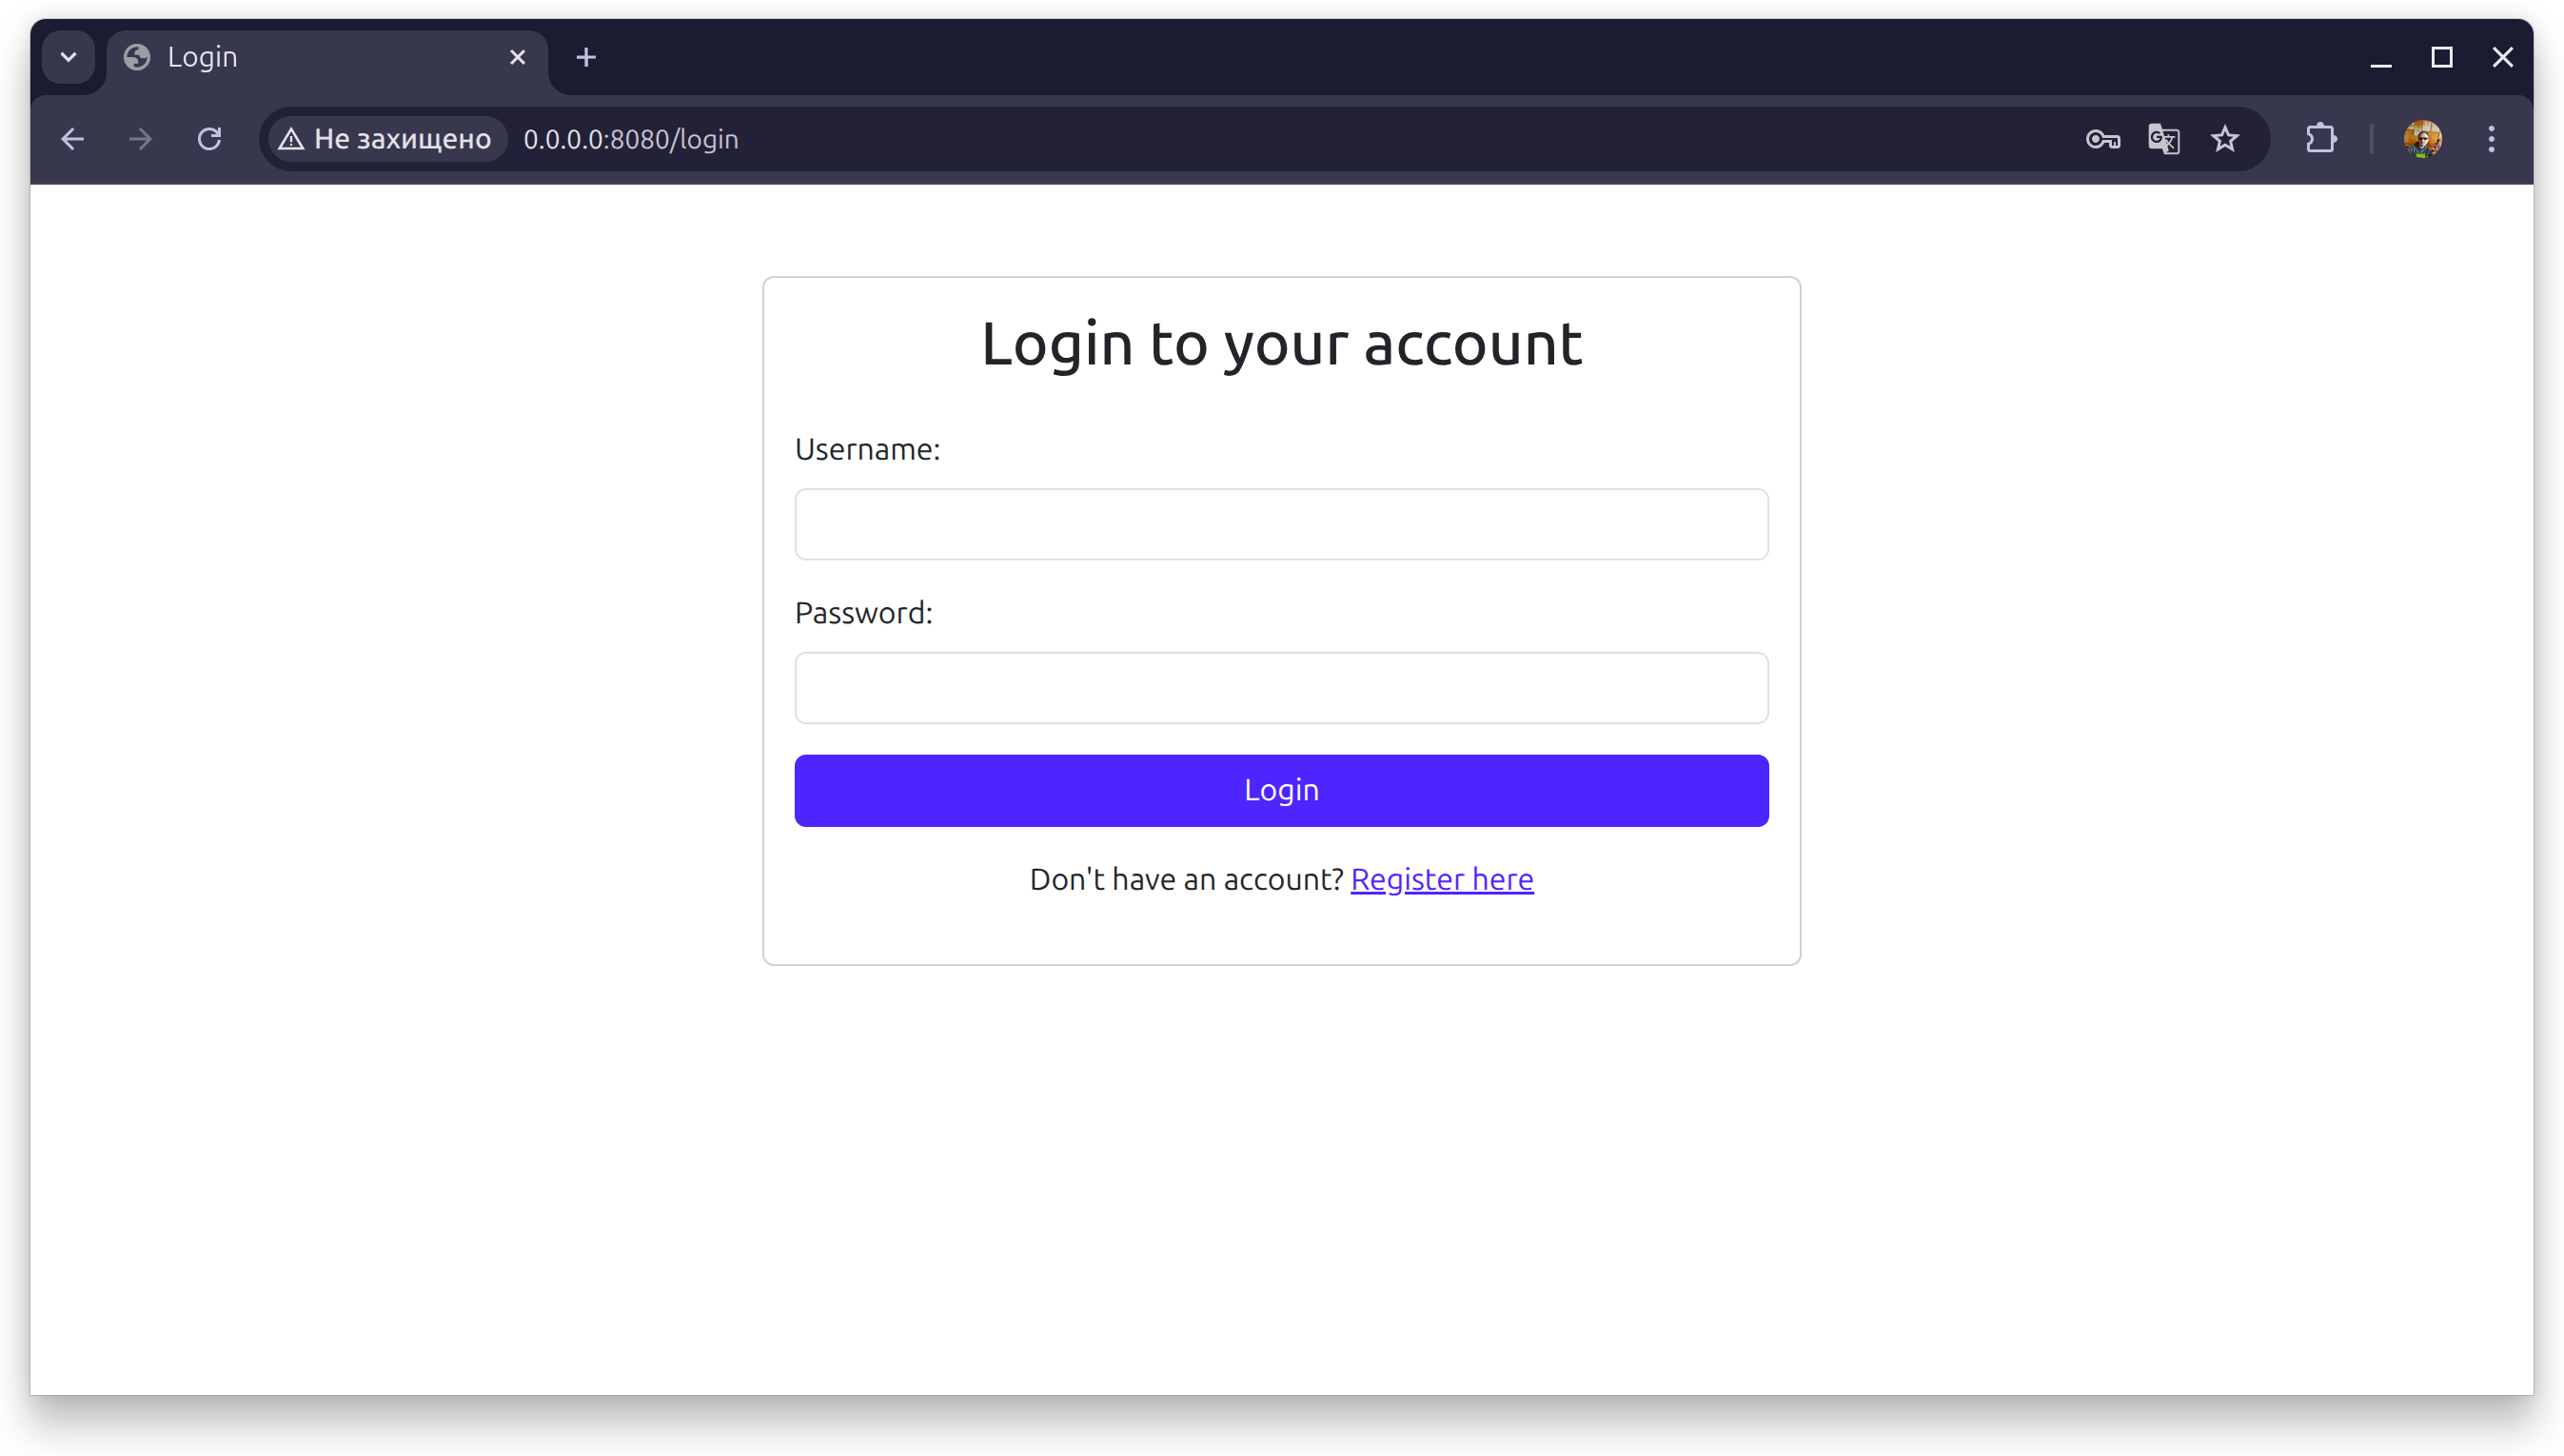 Login
Не захищено 0.0.0.0:8080/login
Login to your account
Username:
Password:
Login
Don't have an account? Register here